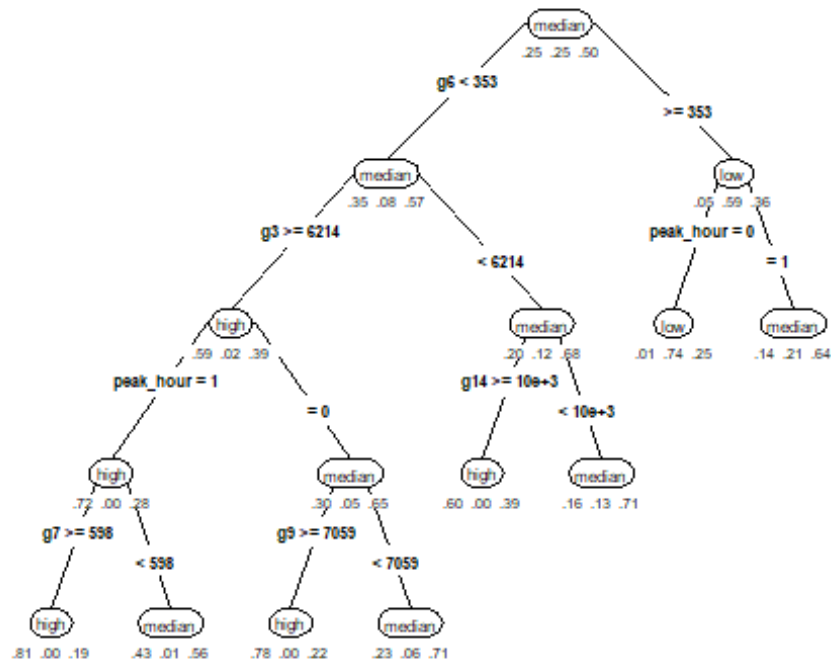 median
.25 .25 .50
g6 < 353
>= 353
median
.35 .08 .57
low
.05 .59 .36
g3 >= 6214
< 6214
peak_hour = 0
= 1
high
.59 .02 .39
median
.20 .12 .68
low
.01 .74 .25
median
.14 .21 .64
peak_hour = 1
= 0
g14 >= 10e+3
< 10e+3
high
.72 .00 .28
median
.30 .05 .65
high
.60 .00 .39
median
.16 .13 .71
g7 >= 598
< 598
g9 >= 7059
< 7059
high
.81 .00 .19
median
.43 .01 .56
high
.78 .00 .22
median
.23 .06 .71